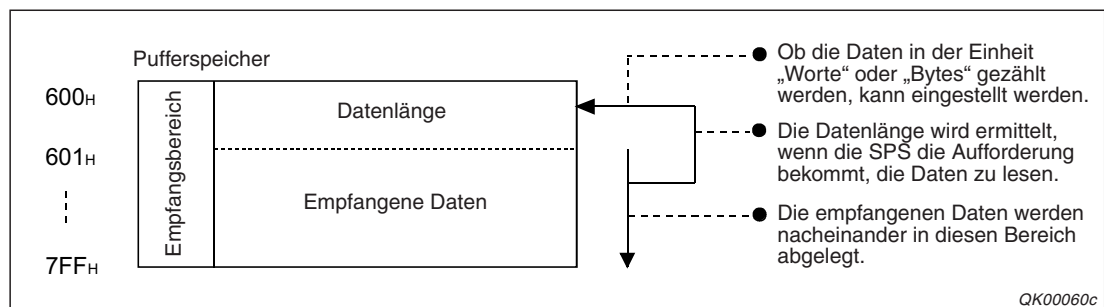 Pufferspeicher
600H
601H
7FFH
Empfangsbereich
Datenlänge
Empfangene Daten
Ob die Daten in der Einheit
„Worte“ oder „Bytes“ gezählt
werden, kann eingestellt werden.
Die Datenlänge wird ermittelt,
wenn die SPS die Aufforderung
bekommt, die Daten zu lesen.
Die empfangenen Daten werden
nacheinander in diesen Bereich
abgelegt.
QK00060c